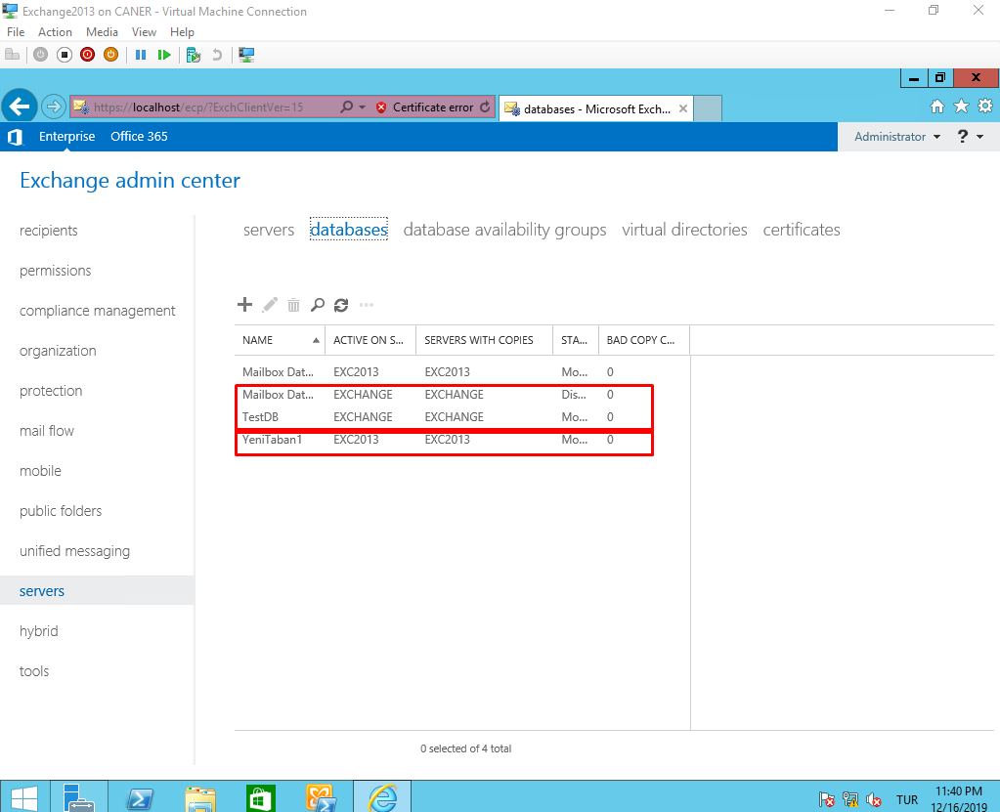 Exchange2013 on CANER - Virtual Machine Connection
File Action Media View Help
https://localhost/ecp/?ExchClientVer=15 Certificate error databases - Microsoft Exch...
Enterprise Office 365 Administrator ?
Exchange admin center
recipients
permissions
compliance management
organization
protection
mail flow
mobile
public folders
unified messaging
servers
hybrid
tools
servers databases database availability groups virtual directories certificates
NAME ACTIVE ON S... SERVERS WITH COPIES STA... BAD COPY C...
Mailbox Dat... EXC2013 EXC2013 Mo... 0
Mailbox Dat... EXCHANGE EXCHANGE Dis... 0
TestDB EXCHANGE EXCHANGE Mo... 0
YeniTaban1 EXC2013 EXC2013 Mo... 0
0 selected of 4 total
TUR 11:40 PM
12/16/2019